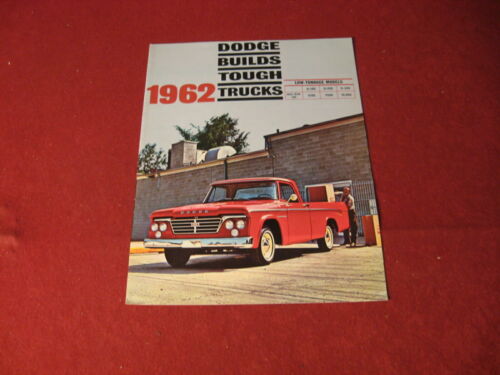 DODGE
BUILDS
TOUGH
1962 TRUCKS
LOW-TONNAGE MODELS
DODGE